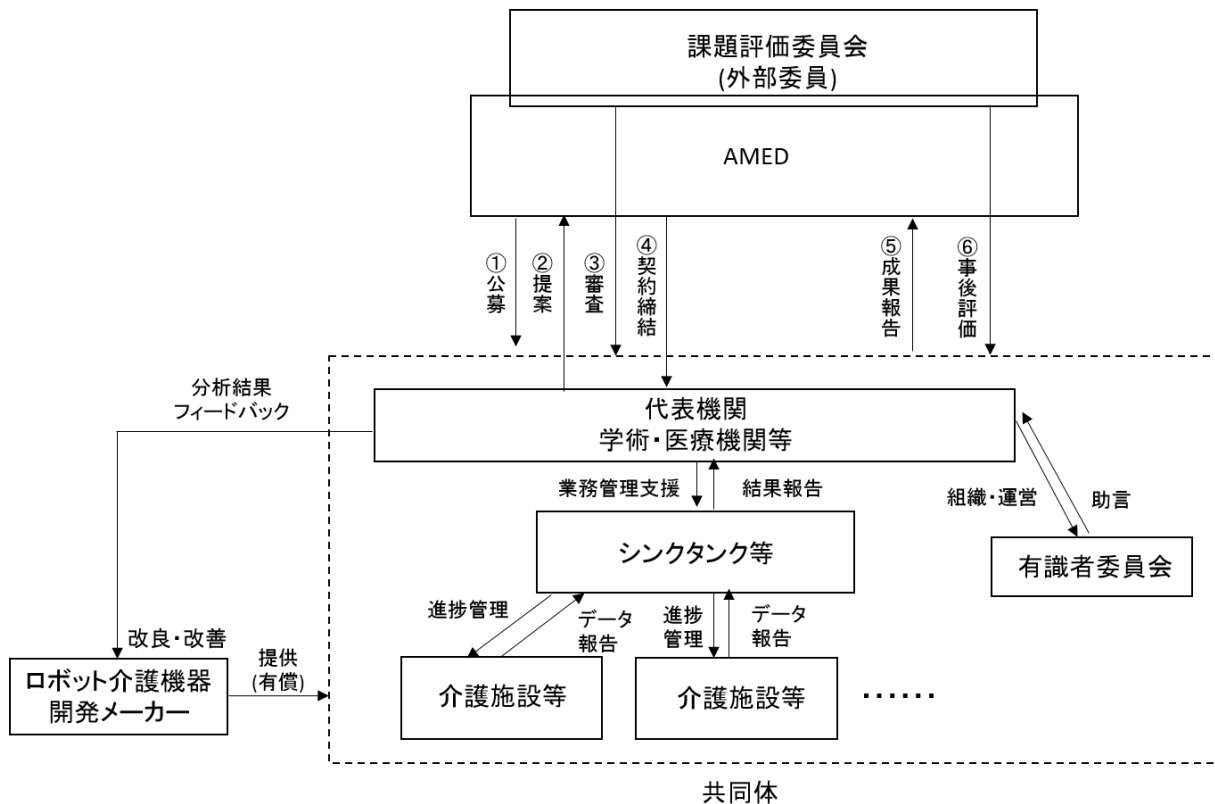 課題評価委員会
(外部委員)
AMED
①公募
②提案
③審査
④契約締結
⑤成果報告
⑥事後評価
分析結果
フィードバック
代表機関
学術・医療機関等
業務管理支援
結果報告
組織・運営
助言
シンクタンク等
有識者委員会
進捗管理
データ
報告
進捗
管理
データ
報告
改良・改善
ロボット介護機器
開発メーカー
提供
(有償)
介護施設等
介護施設等
・・・・・・
共同体